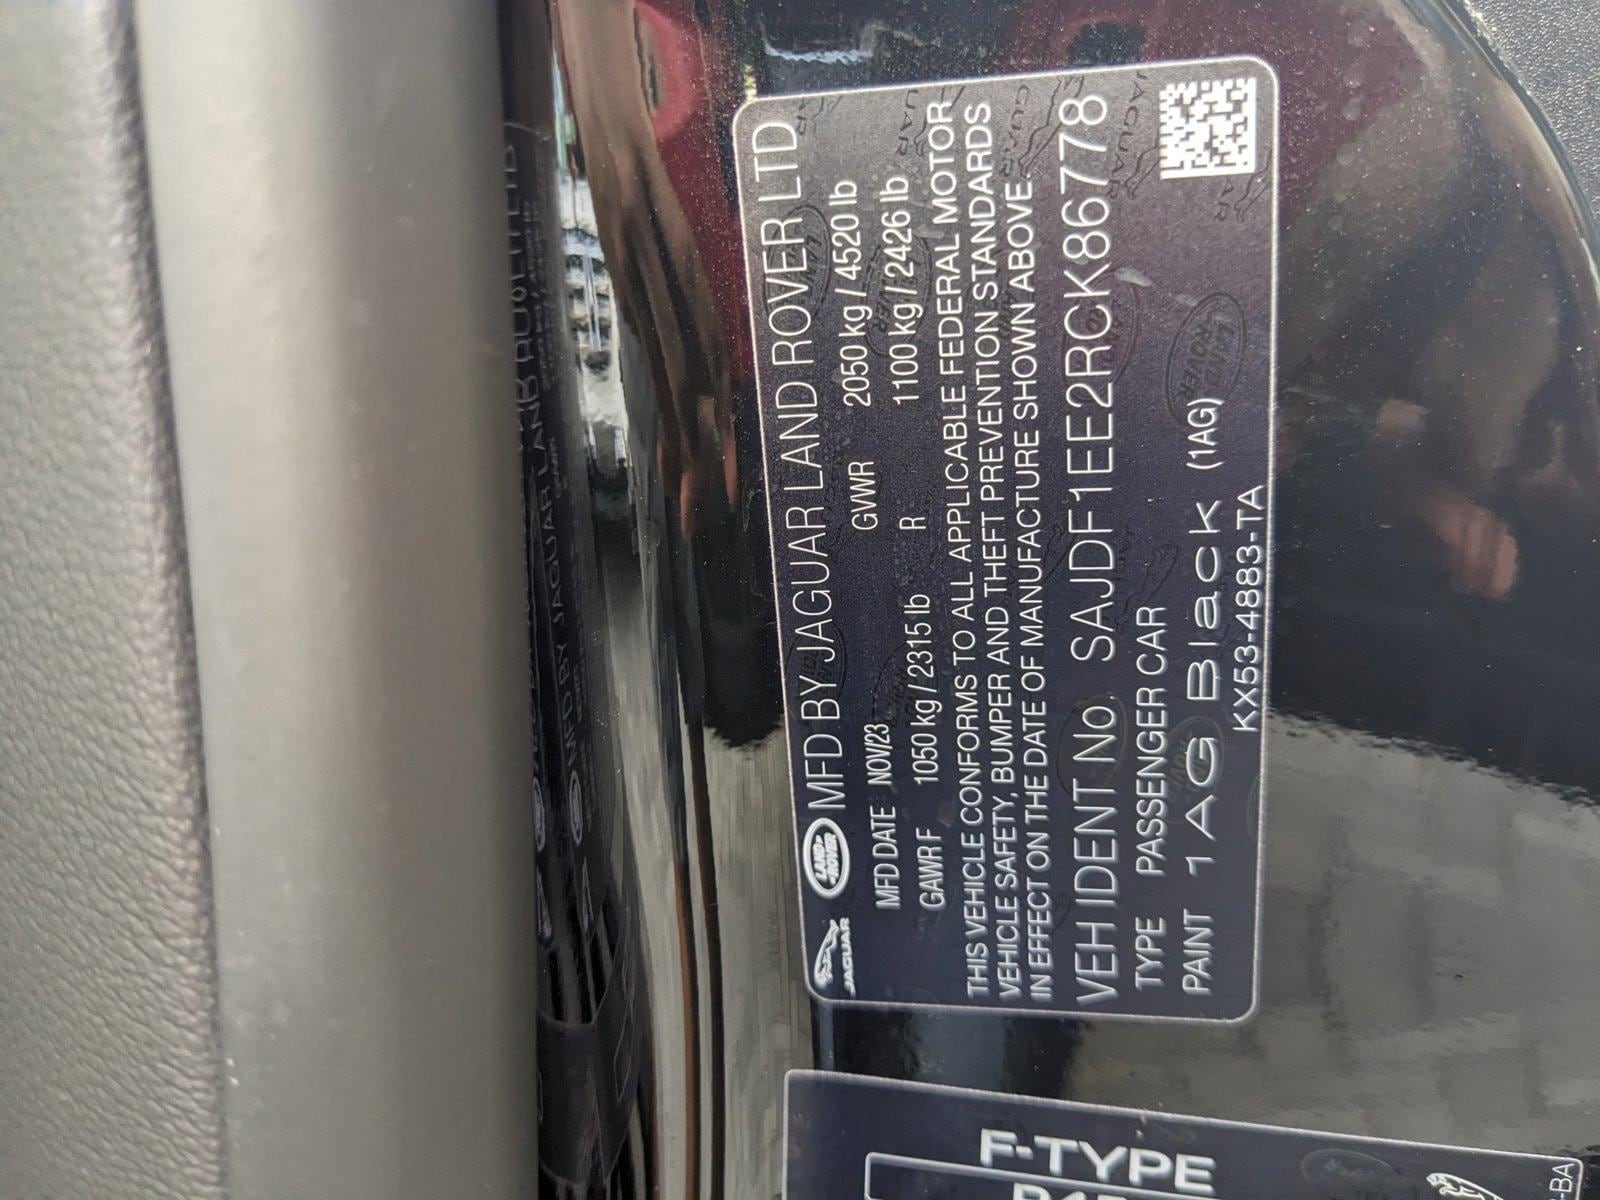 JAGUAR LAND-ROVER MFD BY JAGUAR LAND ROVER LTD
MFD DATE NOV/23 GVWR 2050 kg / 4520 lb
GAWR F 1050 kg / 2315 lb R 1100 kg / 2426 lb
THIS VEHICLE CONFORMS TO ALL APPLICABLE FEDERAL MOTOR
VEHICLE SAFETY, BUMPER AND THEFT PREVENTION STANDARDS
IN EFFECT ON THE DATE OF MANUFACTURE SHOWN ABOVE
VEH IDENT No SAJDF1EE2RCK86778
TYPE PASSENGER CAR
PAINT 1AG Black (1AG)
KX53-4883-TA
F-TYPE